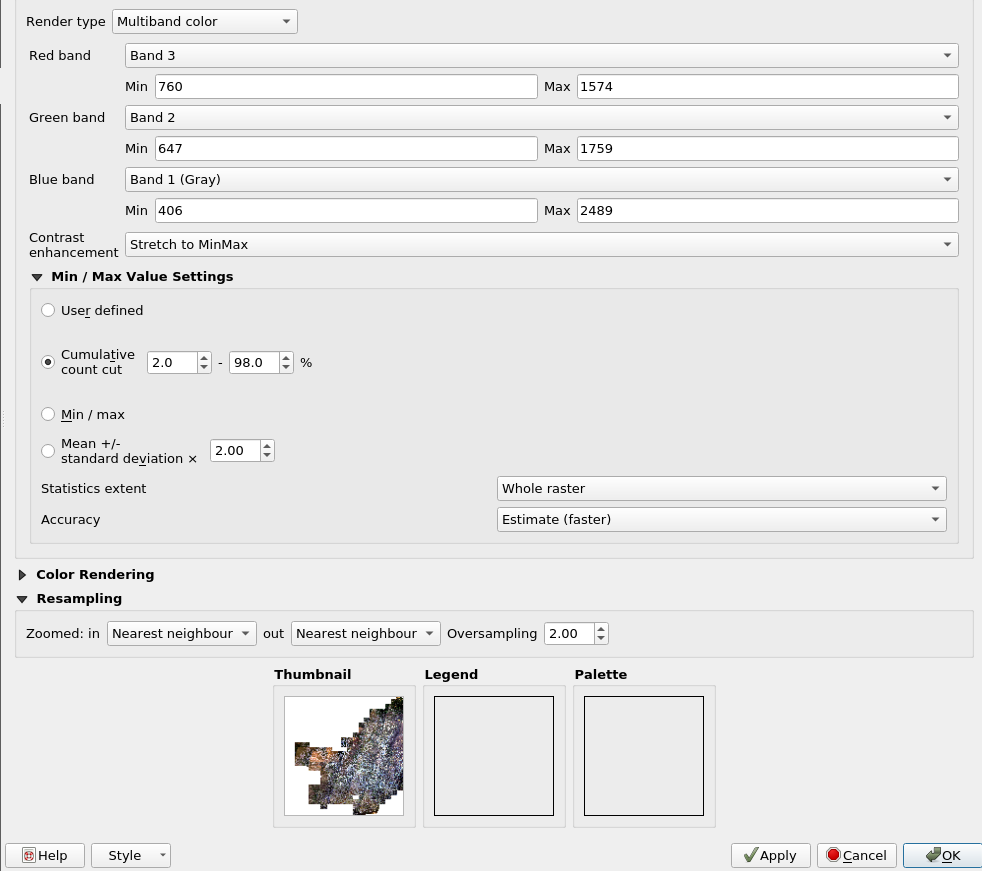 Render type Multiband color
Red band Band 3
Min 760 Max 1574
Green band Band 2
Min 647 Max 1759
Blue band Band 1 (Gray)
Min 406 Max 2489
Contrast
enhancement Stretch to MinMax
Min / Max Value Settings
User defined
Cumulative
count cut 2.0 - 98.0 %
Min / max
Mean +/-
standard deviation × 2.00
Statistics extent Whole raster
Accuracy Estimate (faster)
Color Rendering
Resampling
Zoomed: in Nearest neighbour out Nearest neighbour Oversampling 2.00
Thumbnail Legend Palette
Help Style Apply Cancel OK